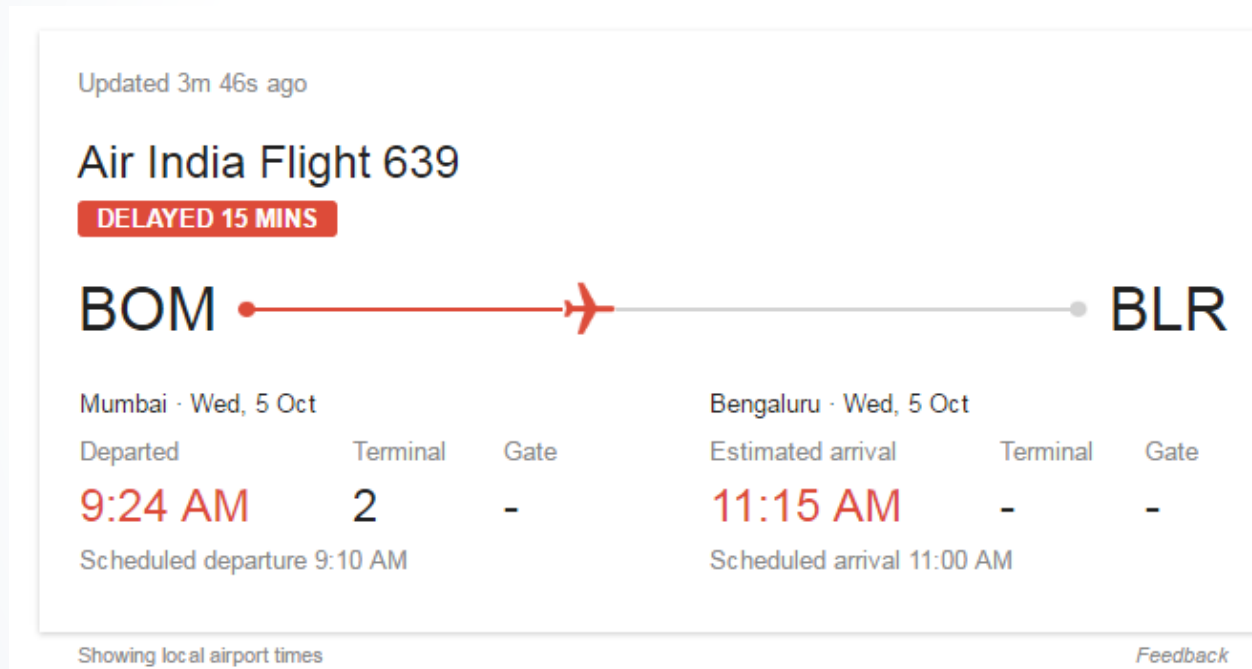 Updated 3m 46s ago
Air India Flight 639
DELAYED 15 MINS
BOM BLR
Mumbai · Wed, 5 Oct Bengaluru · Wed, 5 Oct
Departed Terminal Gate Estimated arrival Terminal Gate
9:24 AM 2 - 11:15 AM - -
Scheduled departure 9:10 AM Scheduled arrival 11:00 AM
Showing local airport times Feedback